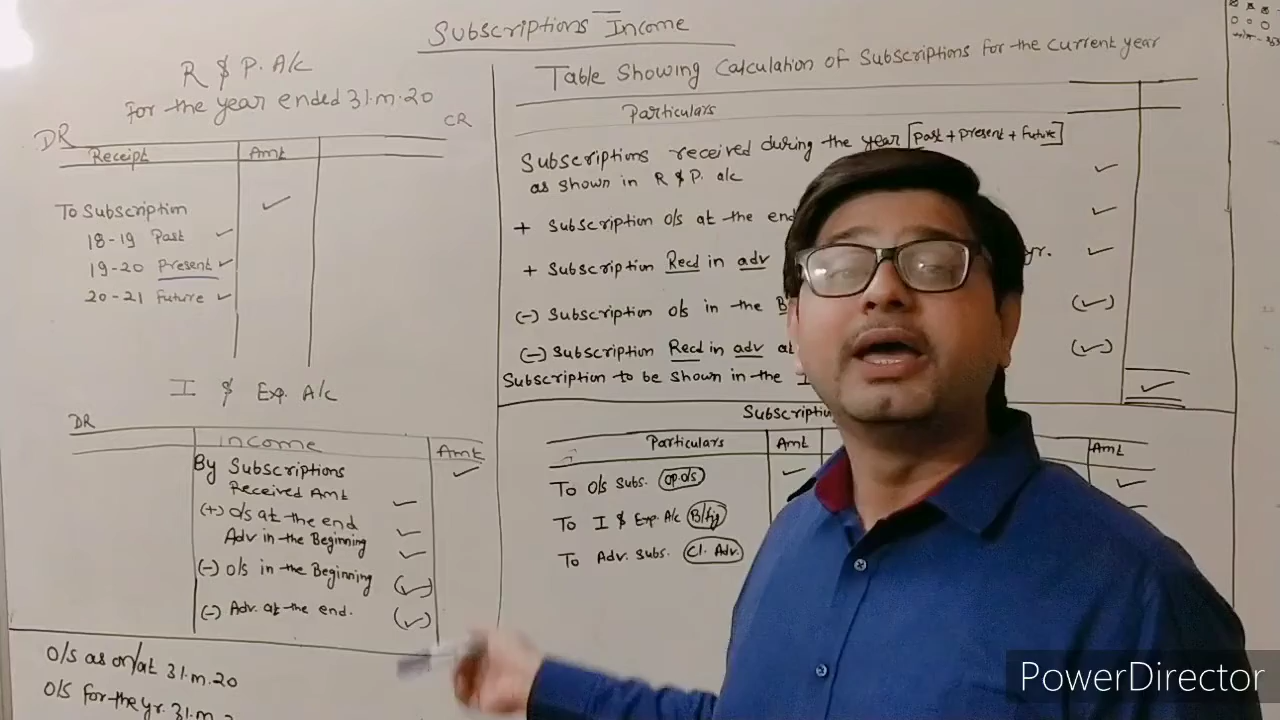 Subscriptions Income
R & P. A/c
for the year ended 31.m.20
DR
CR
Receipt Amt
To Subscription
18-19 Past
19-20 Present
20-21 Future
I & Exp. A/c
DR
Income Amt
By Subscriptions
Received Amt
(+) O/s at the end
Adv in the Beginning
(-) O/s in the Beginning
(-) Adv. at the end.
O/S as on/at 31.m.20
O/S for the yr. 31.m
Table Showing Calculation of Subscriptions for the current year
Particulars
Subscriptions received during the year [Past + Present + Future]
as shown in R & P. a/c
+ Subscription o/s at the end
+ Subscription Recd in adv yr.
(-) Subscription o/s in the
(-) Subscription Recd in adv at
Subscription to be shown in the I
Subscription
Particulars Amt Amt
To O/s Subs. (op. o/s)
To I & Exp. A/c (B/fig)
To Adv. Subs. (Cl. Adv.)
PowerDirector